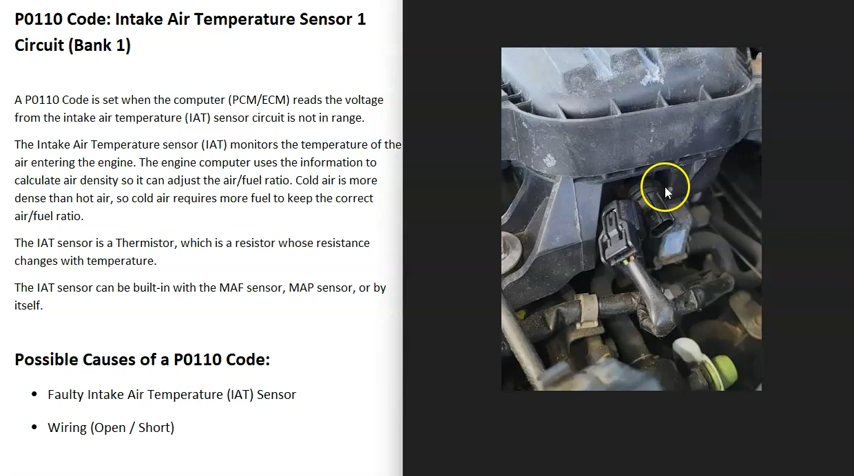 P0110 Code: Intake Air Temperature Sensor 1
Circuit (Bank 1)
A P0110 Code is set when the computer (PCM/ECM) reads the voltage
from the intake air temperature (IAT) sensor circuit is not in range.
The Intake Air Temperature sensor (IAT) monitors the temperature of the
air entering the engine. The engine computer uses the information to
calculate air density so it can adjust the air/fuel ratio. Cold air is more
dense than hot air, so cold air requires more fuel to keep the correct
air/fuel ratio.
The IAT sensor is a Thermistor, which is a resistor whose resistance
changes with temperature.
The IAT sensor can be built-in with the MAF sensor, MAP sensor, or by
itself.
Possible Causes of a P0110 Code:
• Faulty Intake Air Temperature (IAT) Sensor
• Wiring (Open / Short)